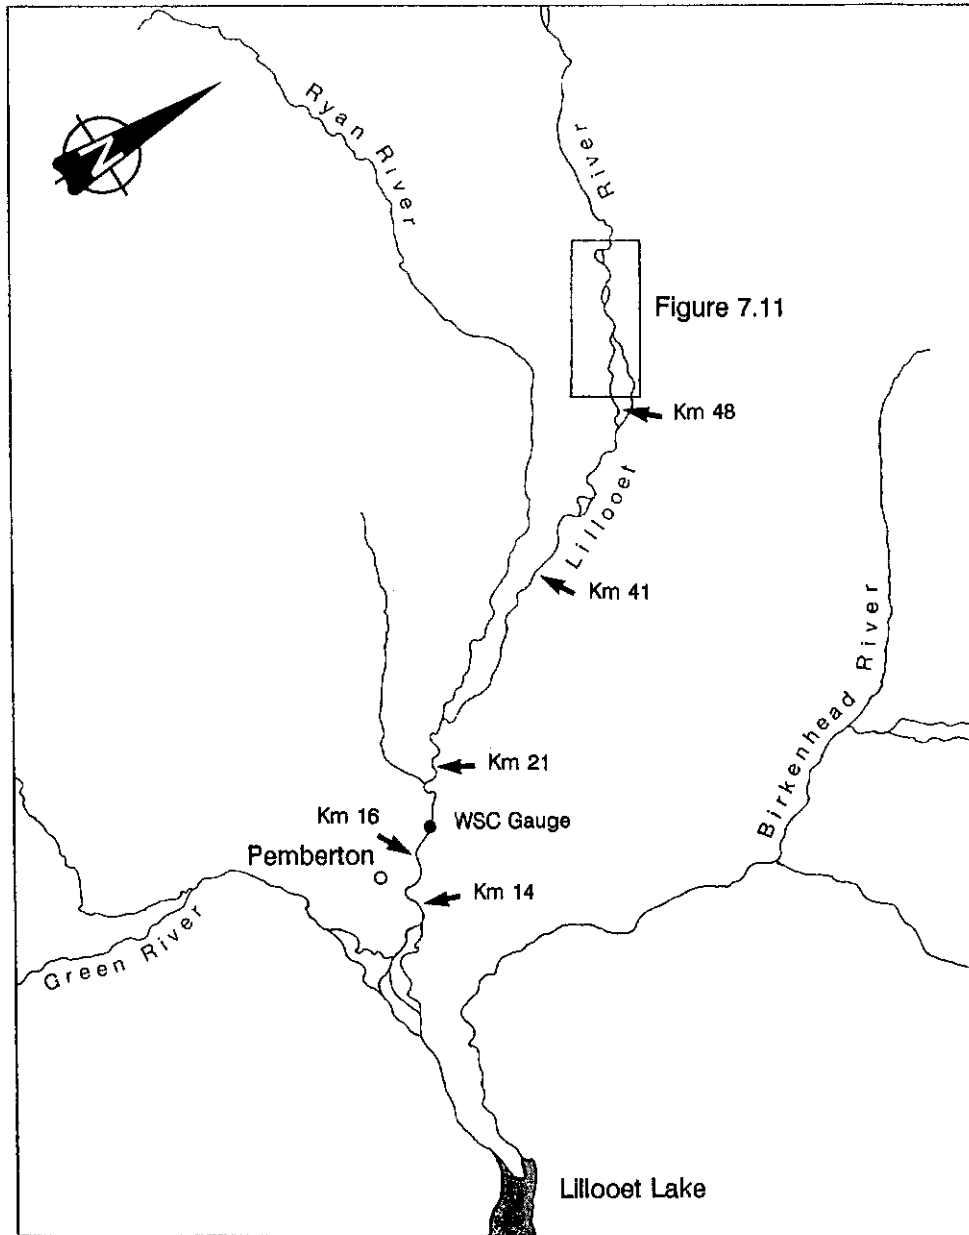 Ryan River
River
N
Figure 7.11
Km 48
Lillooet
Km 41
Birkenhead River
Km 21
Km 16
WSC Gauge
Pemberton
Km 14
Green River
Lillooet Lake